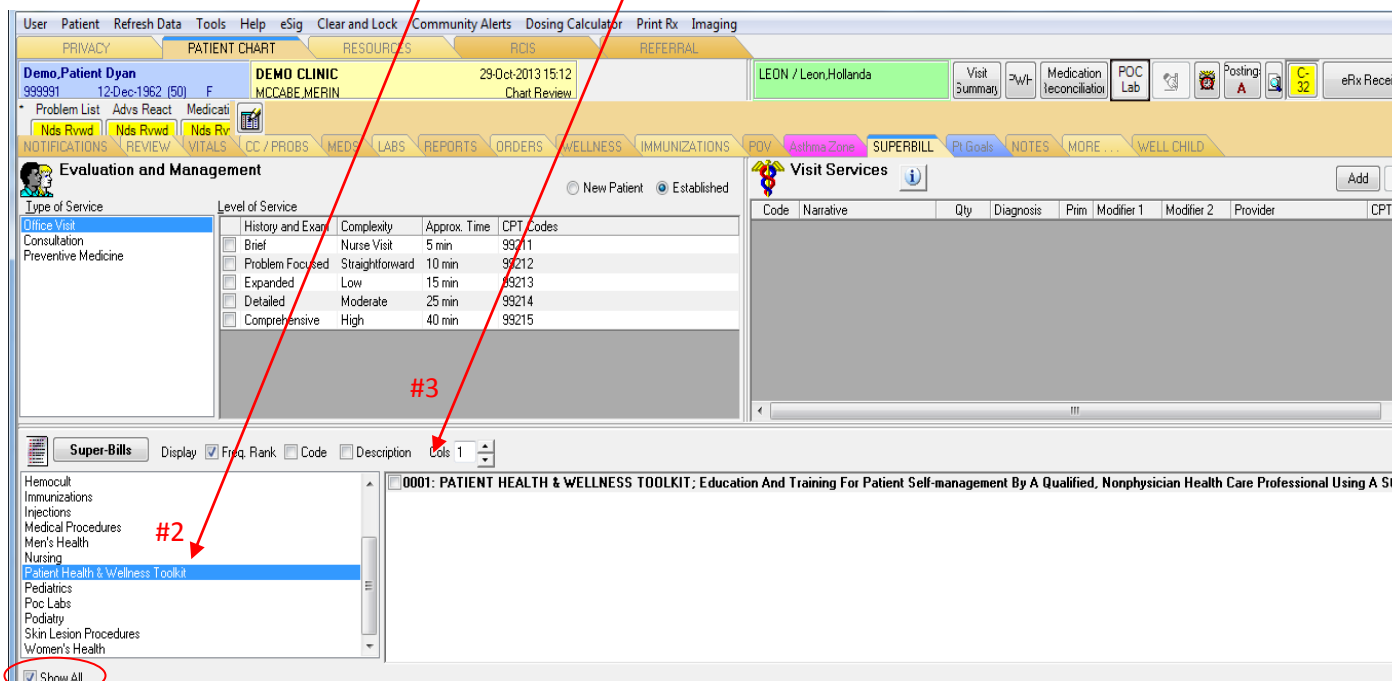 User Patient Refresh Data Tools Help eSig Clear and Lock Community Alerts Dosing Calculator Print Rx Imaging
PRIVACY PATIENT CHART RESOURCES RCIS REFERRAL
Demo,Patient Dyan DEMO CLINIC 29-Oct-2013 15:12 LEON / Leon,Hollanda Visit Medication POC Posting C- eRx Recei
999991 12-Dec-1962 (50) F MCCABE,MERIN Chart Review Summary Reconciliation Lab A 32
Problem List Advs React Medicati
Nds Rvwd Nds Rvwd Nds Rv
NOTIFICATIONS REVIEW VITALS CC / PROBS MEDS LABS REPORTS ORDERS WELLNESS IMMUNIZATIONS POV Asthma Zone SUPERBILL Pt Goals NOTES MORE ... WELL CHILD
Evaluation and Management
New Patient Established
Visit Services Add
Type of Service Level of Service
Code Narrative Qty Diagnosis Prim Modifier 1 Modifier 2 Provider CPT
Office Visit
Consultation
Preventive Medicine
History and Exam Complexity Approx. Time CPT Codes
Brief Nurse Visit 5 min 99211
Problem Focused Straightforward 10 min 99212
Expanded Low 15 min 99213
Detailed Moderate 25 min 99214
Comprehensive High 40 min 99215
#3
Super-Bills Display Freq. Rank Code Description Cols 1
Hemocult
Immunizations
Injections
Medical Procedures
Men's Health
Nursing
Patient Health & Wellness Toolkit
Pediatrics
Poc Labs
Podiatry
Skin Lesion Procedures
Women's Health
#2
0001: PATIENT HEALTH & WELLNESS TOOLKIT; Education And Training For Patient Self-management By A Qualified, Nonphysician Health Care Professional Using A S
Show All